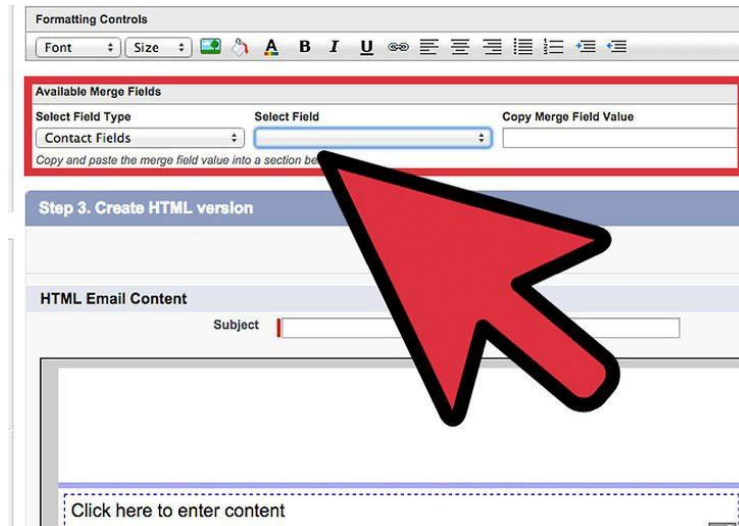 Formatting Controls
Font Size A B I U
Available Merge Fields
Select Field Type Select Field Copy Merge Field Value
Contact Fields
Copy and paste the merge field value into a section
Step 3. Create HTML version
HTML Email Content
Subject
Click here to enter content